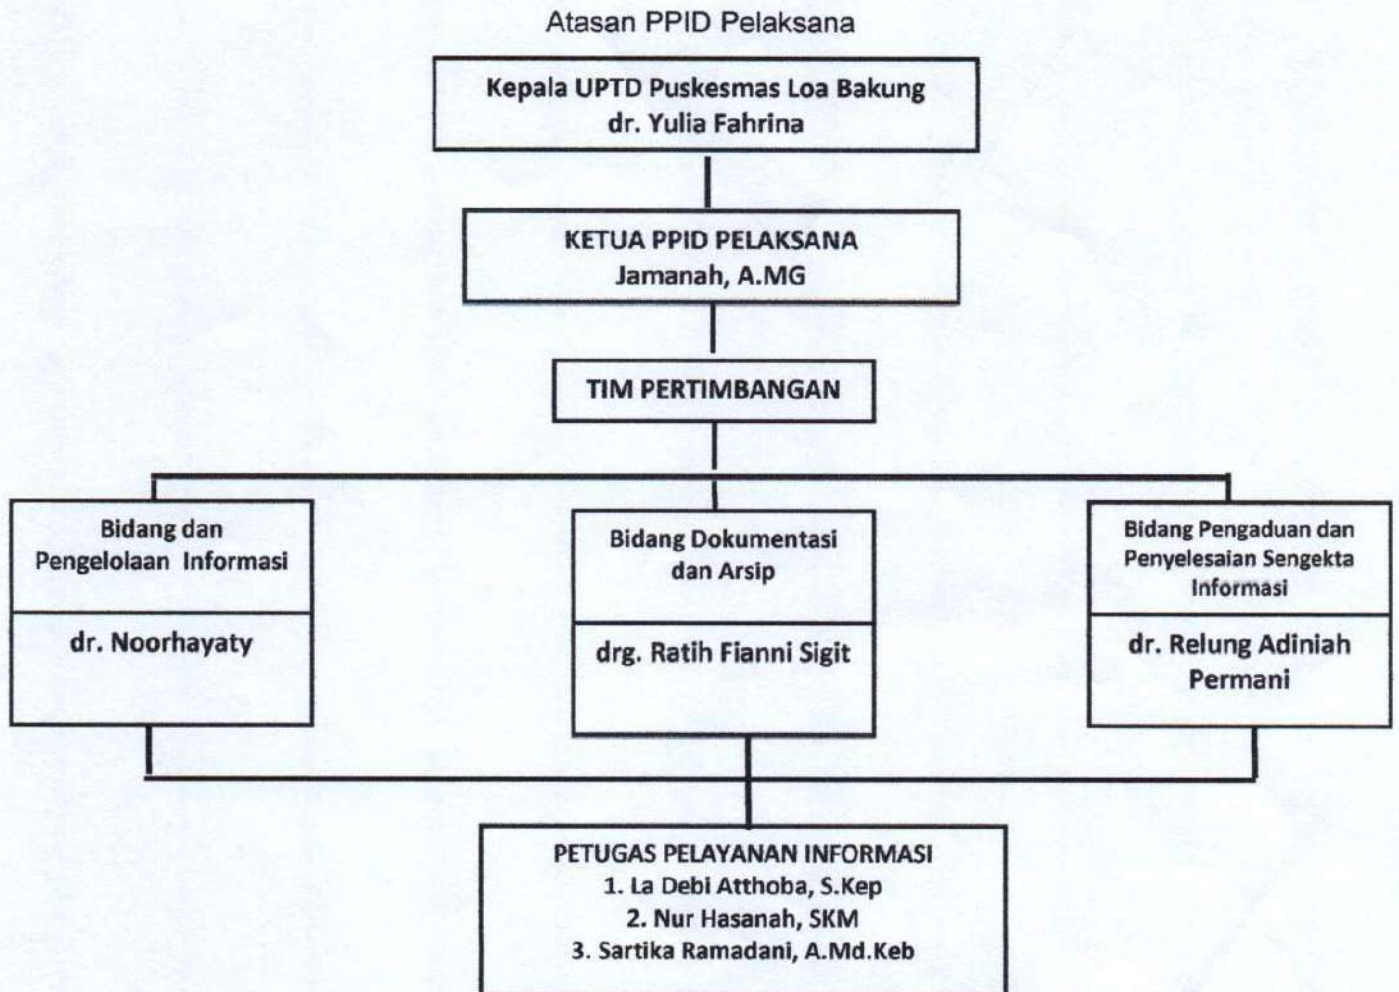 Atasan PPID Pelaksana
Kepala UPTD Puskesmas Loa Bakung
dr. Yulia Fahrina
KETUA PPID PELAKSANA
Jamanah, A.MG
TIM PERTIMBANGAN
Bidang dan
Pengelolaan Informasi
dr. Noorhayaty
Bidang Dokumentasi
dan Arsip
drg. Ratih Fianni Sigit
Bidang Pengaduan dan
Penyelesaian Sengekta
Informasi
dr. Relung Adiniah
Permani
PETUGAS PELAYANAN INFORMASI
1. La Debi Atthoba, S.Kep
2. Nur Hasanah, SKM
3. Sartika Ramadani, A.Md.Keb